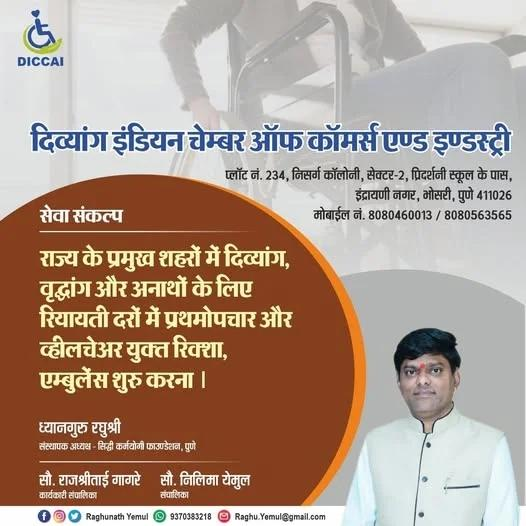 DICCAI
दिव्यांग इंडियन चेम्बर ऑफ कॉमर्स एण्ड इण्डस्ट्री
प्लॉट नं. 234, निसर्ग कॉलोनी, सेक्टर-2, प्रिदर्शनी स्कूल के पास,
इंद्रायणी नगर, भोसरी, पुणे 411026
मोबाईल नं. 8080460013 / 8080563565
सेवा संकल्प
राज्य के प्रमुख शहरों में दिव्यांग,
वृद्धांग और अनाथों के लिए
रियायती दरों में प्रथमोपचार और
व्हीलचेअर युक्त रिक्शा,
एम्बुलेंस शुरु करना ।
ध्यानगुरु रघुश्री
संस्थापक अध्यक्ष - सिद्धी कर्मयोगी फाऊण्डेशन, पुणे
सौ. राजश्रीताई गागरे
कार्यकारी संचालिका
सौ. निलिमा येमुल
संचालिका
Raghunath Yemul 9370383218 Raghu.Yemul@gmail.com